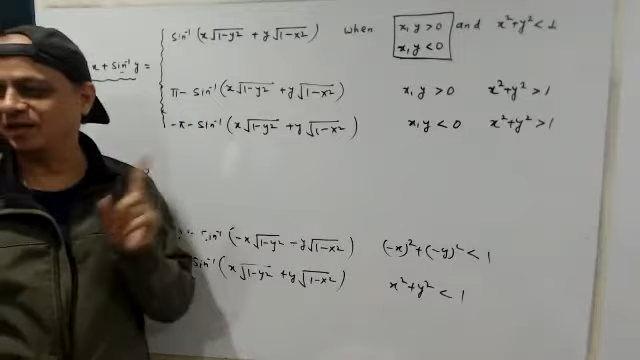 sin⁻¹(x√1-y² + y√1-x²) when x,y > 0 and x²+y² < 1
x,y < 0
x + sin⁻¹y =
π - sin⁻¹(x√1-y² + y√1-x²) x,y > 0 x²+y² > 1
-π - sin⁻¹(x√1-y² + y√1-x²) x,y < 0 x²+y² > 1
sin⁻¹(-x√1-y² - y√1-x²) (-x)²+(-y)² < 1
sin⁻¹(x√1-y² + y√1-x²) x²+y² < 1